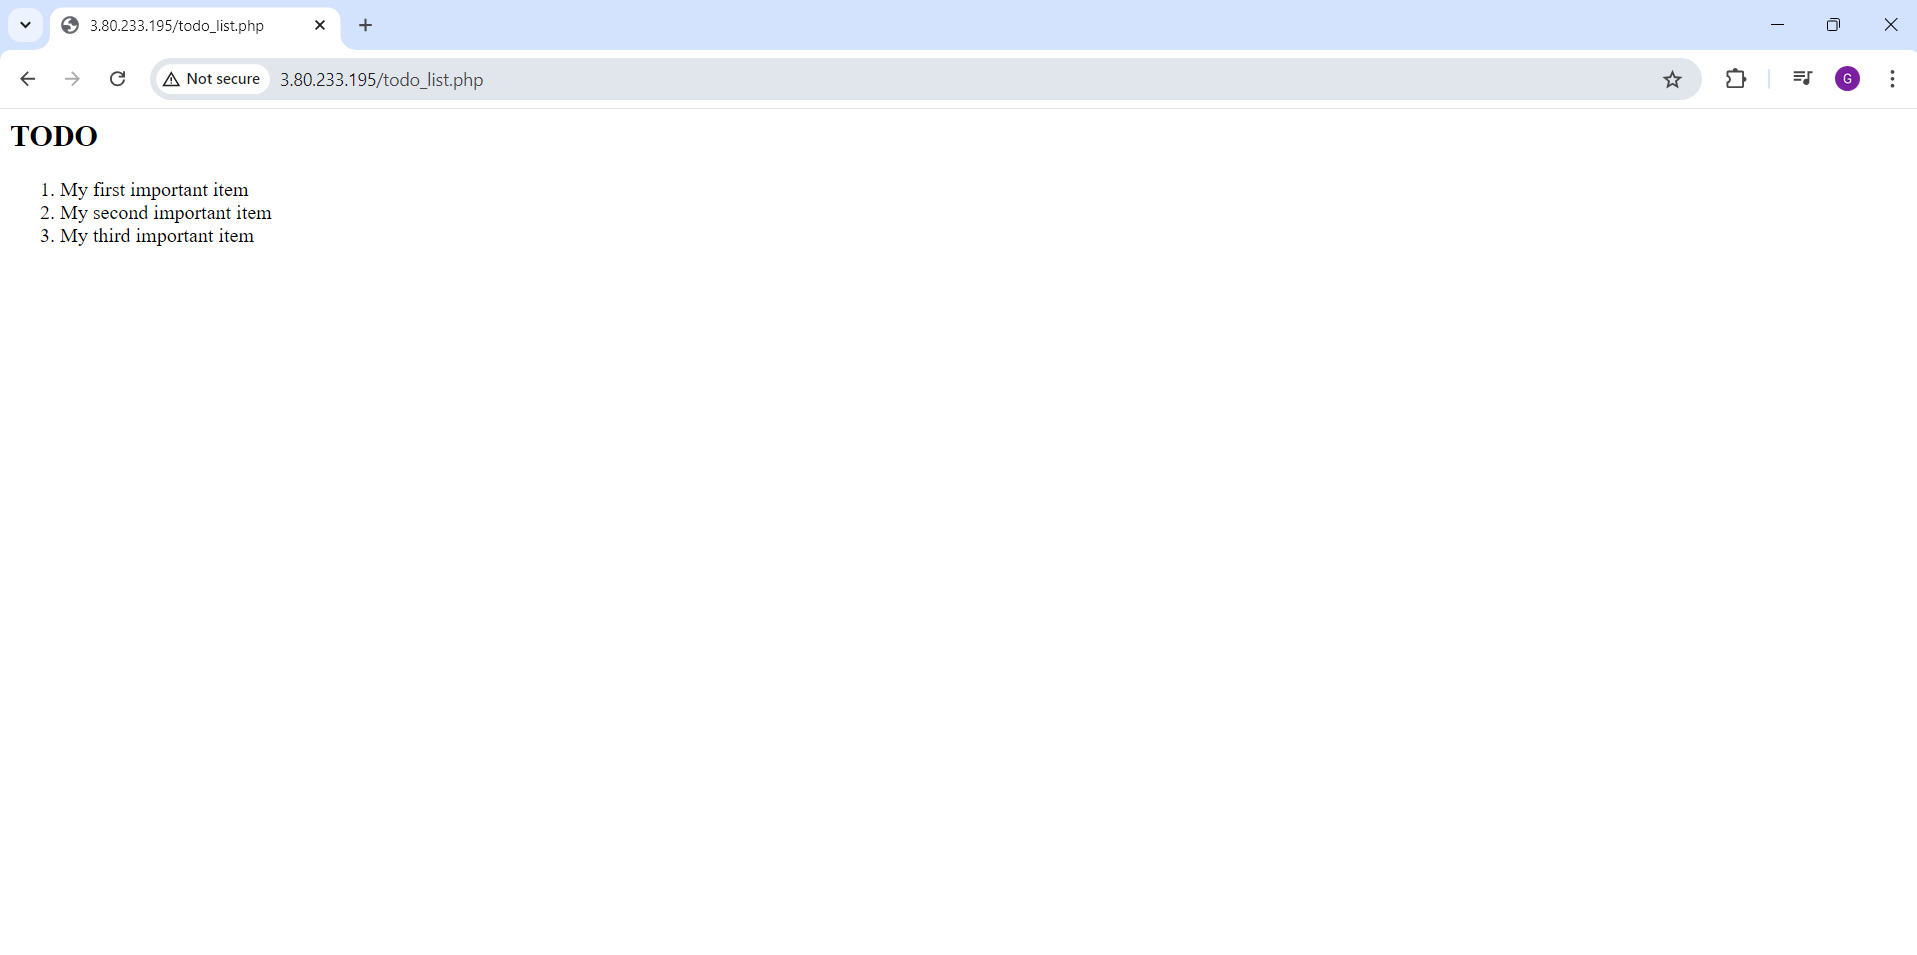 3.80.233.195/todo_list.php
Not secure 3.80.233.195/todo_list.php G
TODO
1. My first important item
2. My second important item
3. My third important item